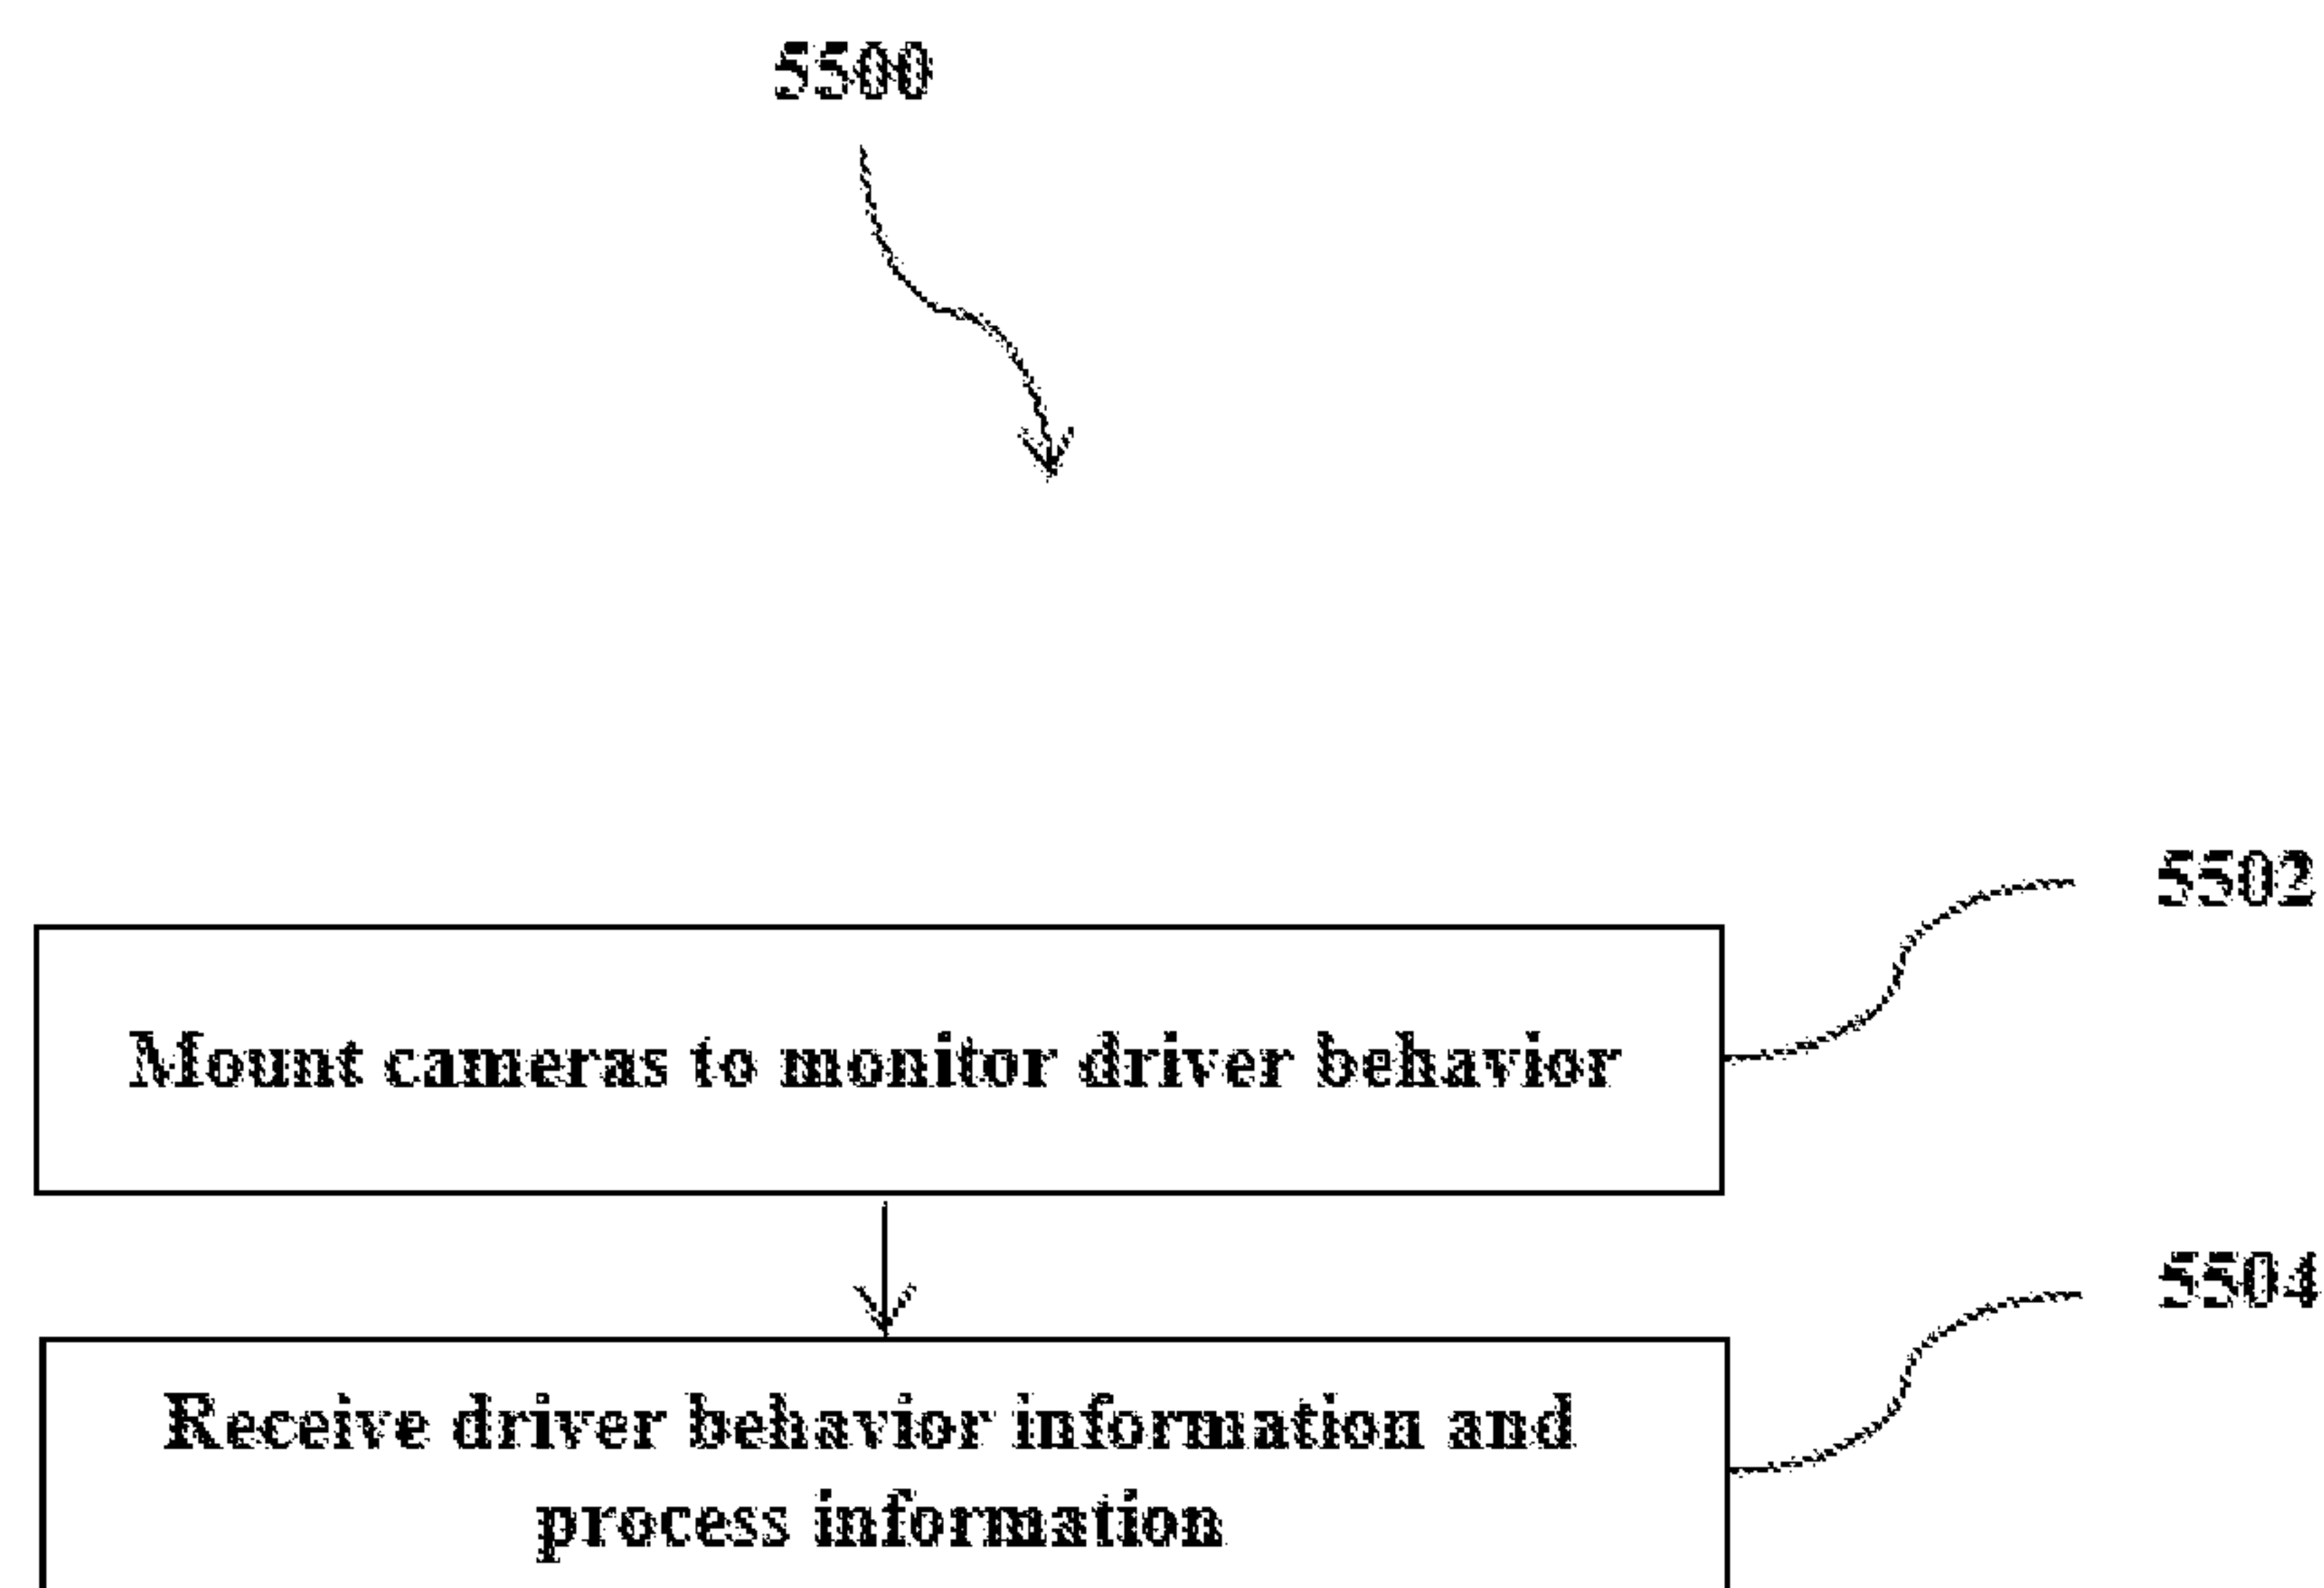 5500
5502
Mount cameras to monitor driver behavior
5504
Receive driver behavior information and
process information